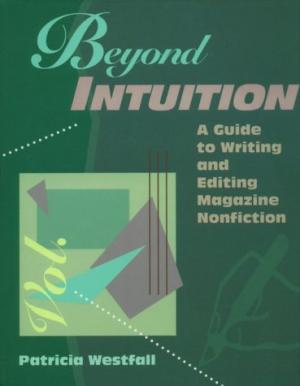 Beyond
INTUITION
A Guide
to Writing
and
Editing
Magazine
Nonfiction
Vol.
Patricia Westfall